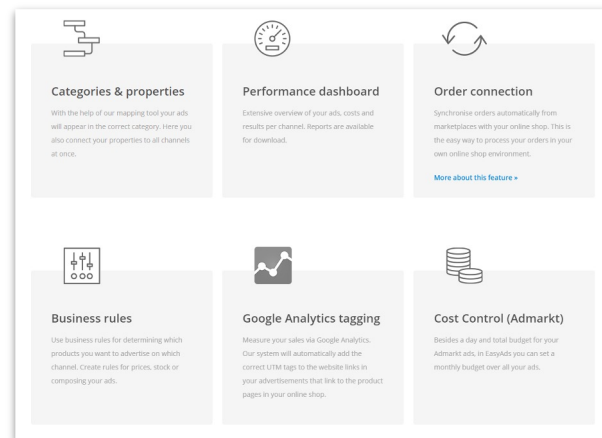 Categories & properties
With the help of our mapping tool your ads
will appear in the correct category. Here you
also connect your properties to all channels
at once.
Performance dashboard
Extensive overview of your ads, costs and
results per channel. Reports are available
for download.
Order connection
Synchronise orders automatically from
marketplaces with your online shop. This is
the easy way to process your orders in your
own online shop environment.
More about this feature »
Business rules
Use business rules for determining which
products you want to advertise on which
channel. Create rules for prices, stock or
composing your ads.
Google Analytics tagging
Measure your sales via Google Analytics.
Our system will automatically add the
correct UTM tags to the website links in
your advertisements that link to the product
pages in your online shop.
Cost Control (Admarkt)
Besides a day and total budget for your
Admarkt ads, in EasyAds you can set a
monthly budget over all your ads.